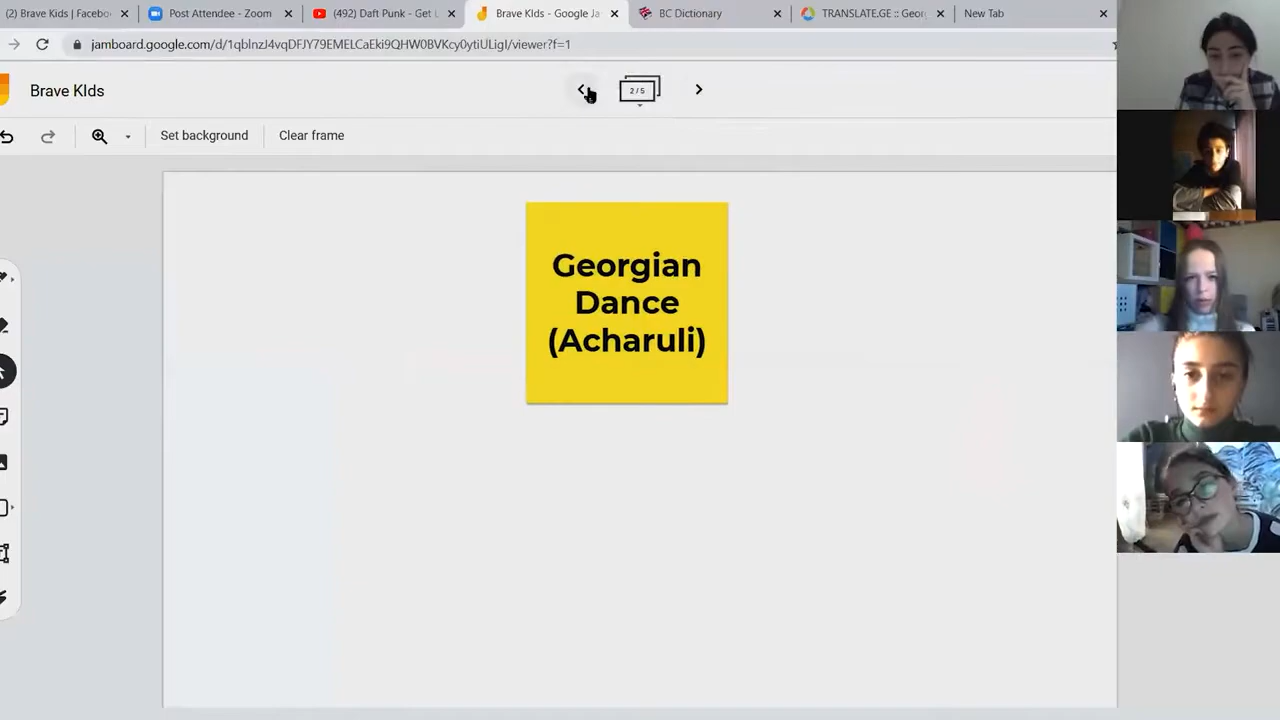 (2) Brave Kids | Facebo
Post Attendee - Zoom
(492) Daft Punk - Get L
Brave KIds - Google Ja
BC Dictionary
TRANSLATE.GE :: Geor
New Tab
jamboard.google.com/d/1qblnzJ4vqDFJY79EMELCaEki9QHW0BVKcy0ytiULigI/viewer?f=1
Brave KIds
2 / 5
Set background
Clear frame
Georgian
Dance
(Acharuli)